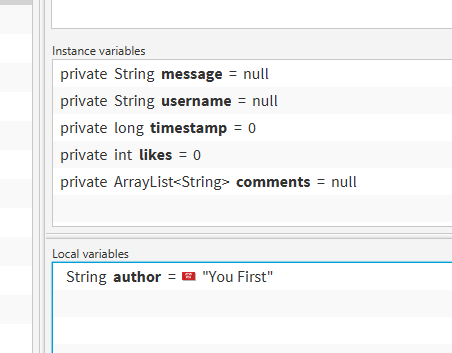 Instance variables
private String message = null
private String username = null
private long timestamp = 0
private int likes = 0
private ArrayList<String> comments = null
Local variables
String author = "You First"